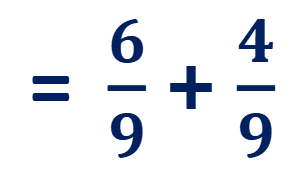 = 6/9 + 4/9